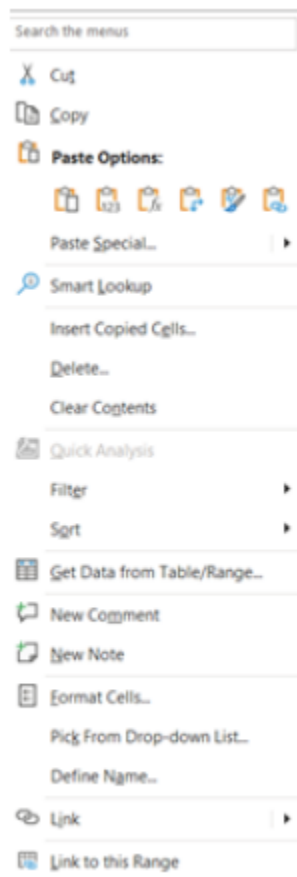 Search the menus
Cut
Copy
Paste Options:
123 fx
Paste Special...
Smart Lookup
Insert Copied Cells...
Delete...
Clear Contents
Quick Analysis
Filter
Sort
Get Data from Table/Range...
New Comment
New Note
Format Cells...
Pick From Drop-down List...
Define Name...
Link
Link to this Range